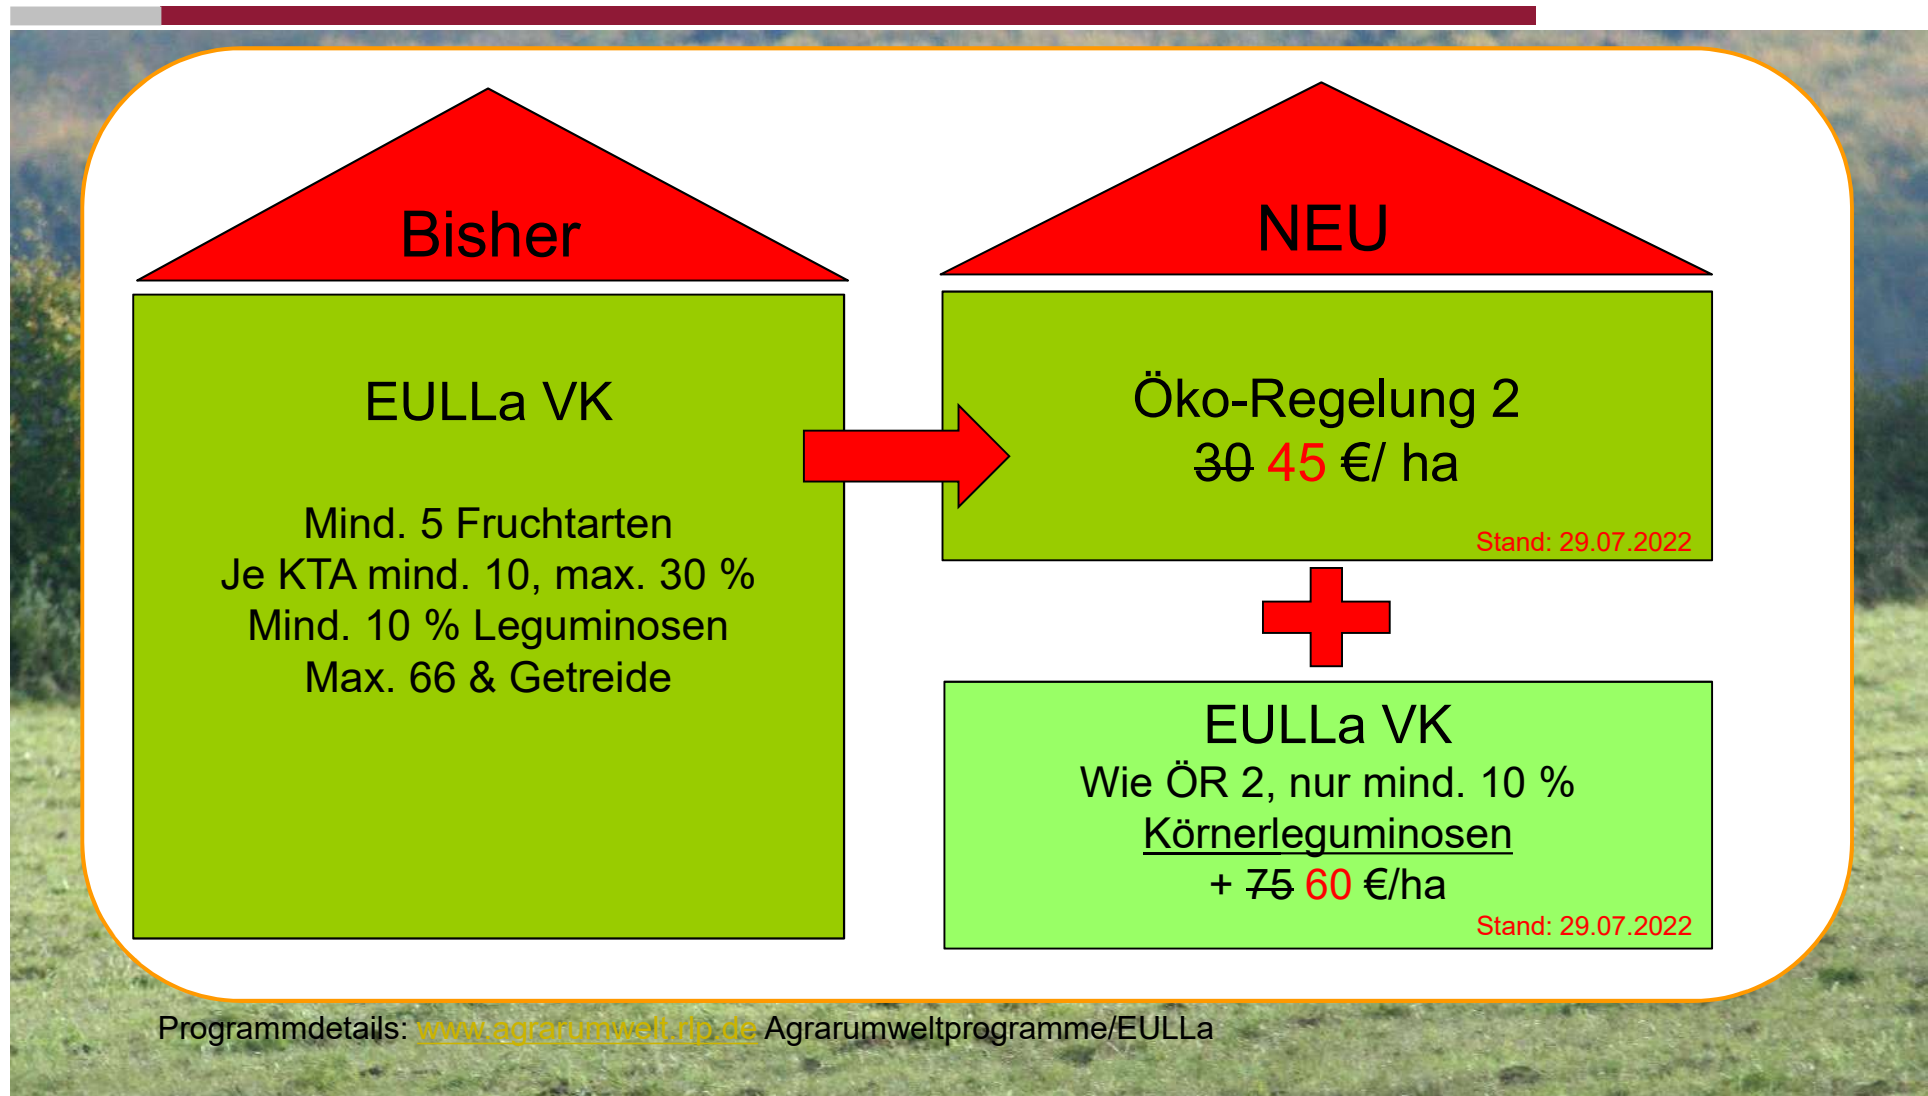 Bisher
EULLa VK
Mind. 5 Fruchtarten
Je KTA mind. 10, max. 30 %
Mind. 10 % Leguminosen
Max. 66 & Getreide
NEU
Öko-Regelung 2
30 45 €/ ha
Stand: 29.07.2022
EULLa VK
Wie ÖR 2, nur mind. 10 %
Körnerleguminosen
+ 75 60 €/ha
Stand: 29.07.2022
Programmdetails: www.agrarumwelt.rlp.de Agrarumweltprogramme/EULLa